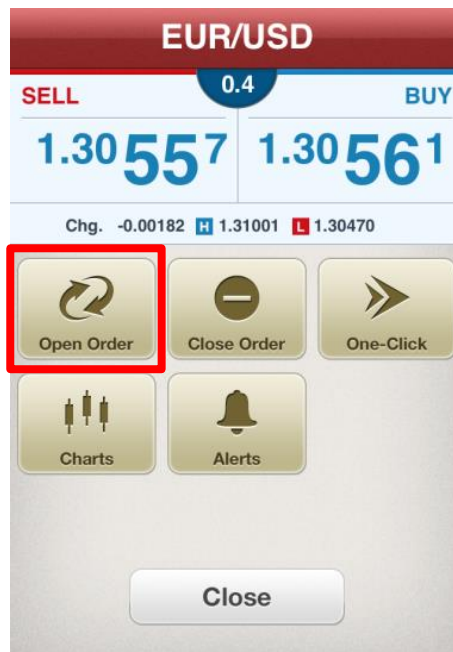 EUR/USD
SELL 0.4 BUY
1.30557 1.30561
Chg. -0.00182 H 1.31001 L 1.30470
Open Order Close Order One-Click
Charts Alerts
Close